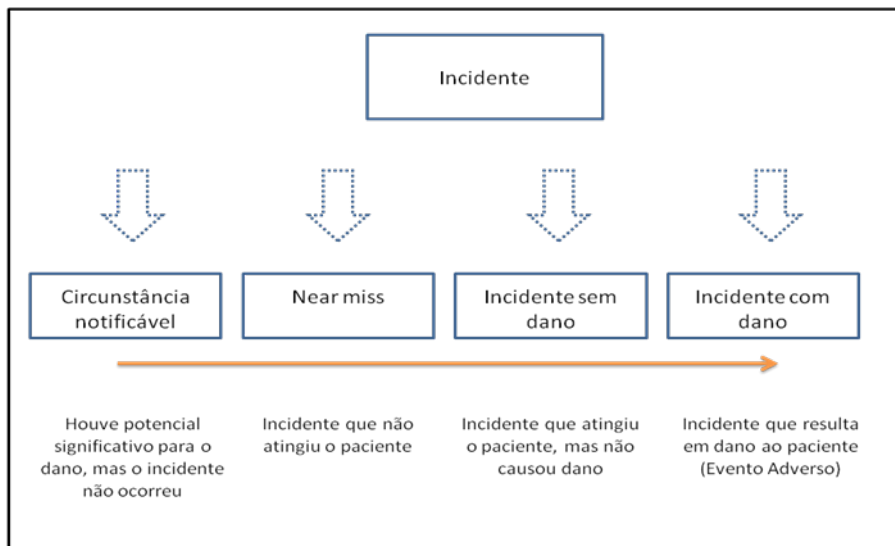 Incidente
Circunstância
notificável
Near miss
Incidente sem
dano
Incidente com
dano
Houve potencial
significativo para o
dano, mas o incidente
não ocorreu
Incidente que não
atingiu o paciente
Incidente que atingiu
o paciente, mas não
causou dano
Incidente que resulta
em dano ao paciente
(Evento Adverso)